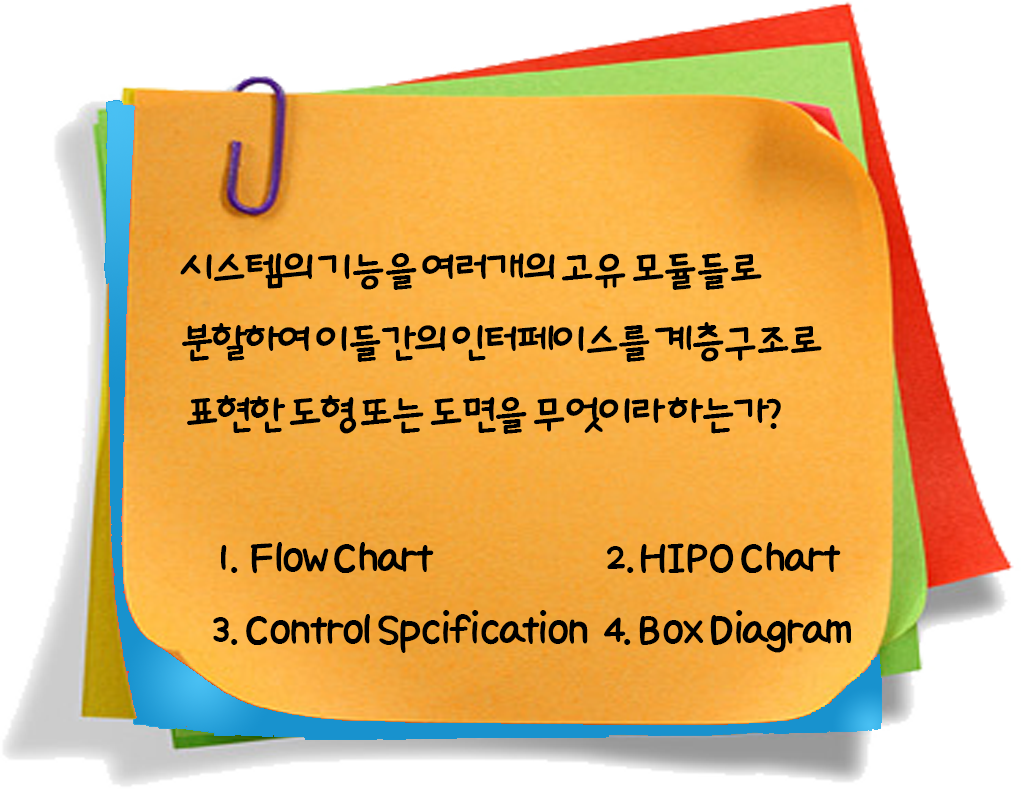 시스템의 기능을 여러개의 고유 모듈들로
분할하여 이들간의 인터페이스를 계층구조로
표현한 도형 또는 도면을 무엇이라 하는가?
1. Flow Chart 2. HIPO Chart
3. Control Spcification 4. Box Diagram